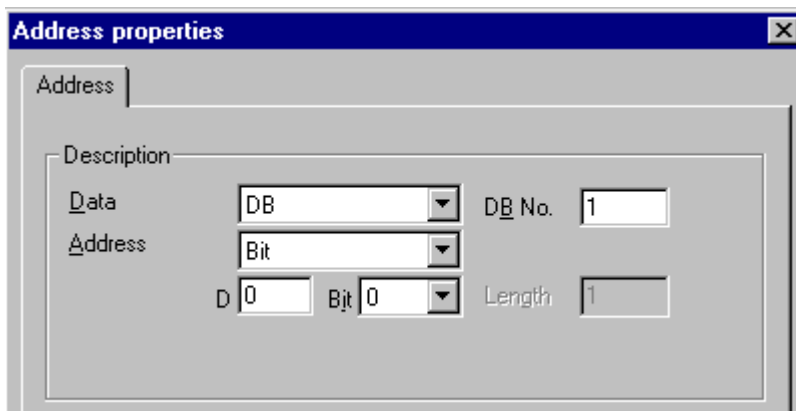 Address properties
Address
Description
Data DB DB No. 1
Address Bit
D 0 Bit 0 Length 1